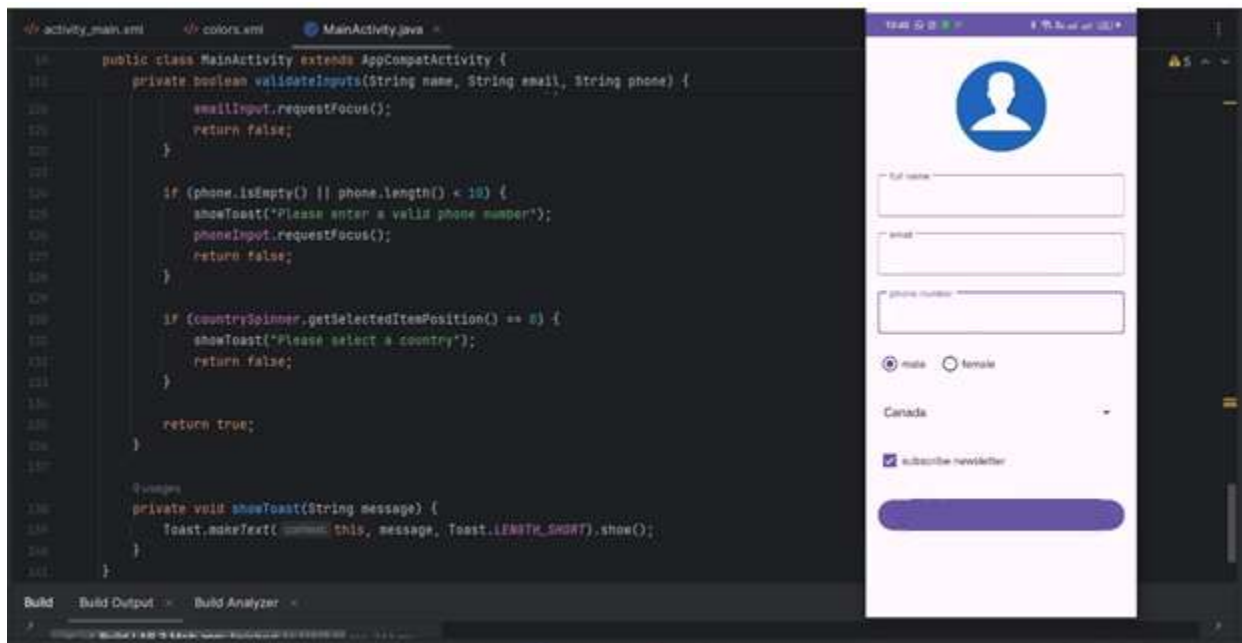 activity_main.xml colors.xml MainActivity.java
public class MainActivity extends AppCompatActivity {
private boolean validateInputs(String name, String email, String phone) {
emailInput.requestFocus();
return false;
}
if (phone.isEmpty() || phone.length() < 10) {
showToast("Please enter a valid phone number");
phoneInput.requestFocus();
return false;
}
if (countrySpinner.getSelectedItemPosition() == 0) {
showToast("Please select a country");
return false;
}
return true;
}
9 usages
private void showToast(String message) {
Toast.makeText( this, message, Toast.LENGTH_SHORT).show();
}
}
Build Build Output Build Analyzer
5
full name
email
phone number
male female
Canada
subscribe newsletter